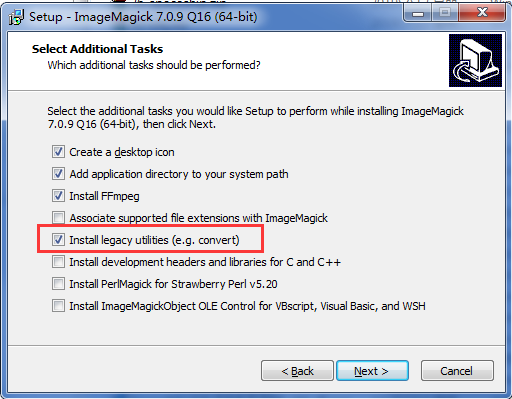 Setup - ImageMagick 7.0.9 Q16 (64-bit)
Select Additional Tasks
Which additional tasks should be performed?
Select the additional tasks you would like Setup to perform while installing ImageMagick
7.0.9 Q16 (64-bit), then click Next.
Create a desktop icon
Add application directory to your system path
Install FFmpeg
Associate supported file extensions with ImageMagick
Install legacy utilities (e.g. convert)
Install development headers and libraries for C and C++
Install PerlMagick for Strawberry Perl v5.20
Install ImageMagickObject OLE Control for VBscript, Visual Basic, and WSH
< Back
Next >
Cancel